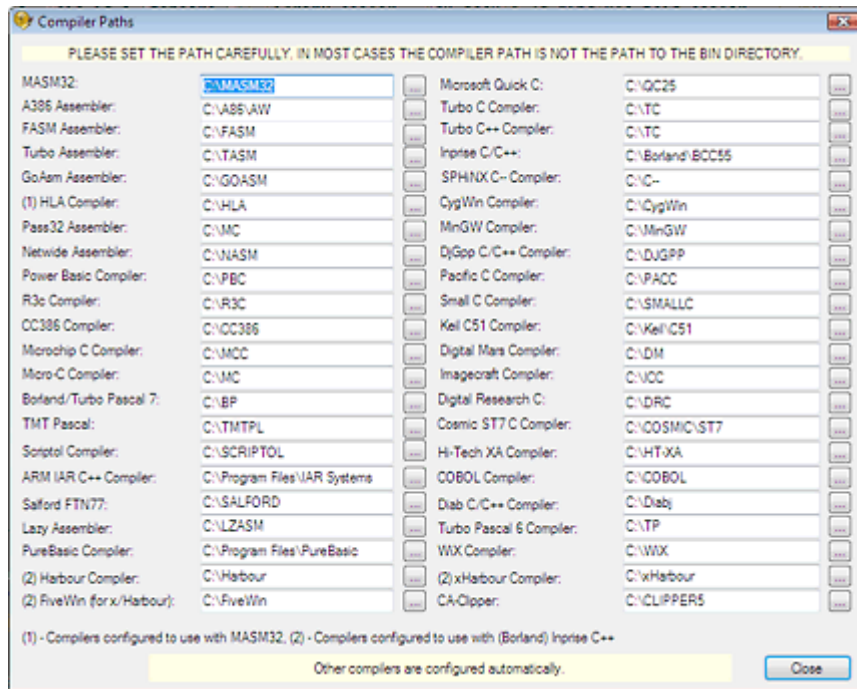 Compiler Paths
PLEASE SET THE PATH CAREFULLY. IN MOST CASES THE COMPILER PATH IS NOT THE PATH TO THE BIN DIRECTORY.
MASM32: C:\MASM32 ... Microsoft Quick C: C:\QC25 ...
A386 Assembler: C:\A86\AW ... Turbo C Compiler: C:\TC ...
FASM Assembler: C:\FASM ... Turbo C++ Compiler: C:\TC ...
Turbo Assembler: C:\TASM ... Inprise C/C++: C:\Borland\BCC55 ...
GoAsm Assembler: C:\GOASM ... SPHiNX C-- Compiler: C:\C-- ...
(1) HLA Compiler: C:\HLA ... CygWin Compiler: C:\CygWin ...
Pass32 Assembler: C:\MC ... MinGW Compiler: C:\MinGW ...
Netwide Assembler: C:\NASM ... DjGpp C/C++ Compiler: C:\DJGPP ...
Power Basic Compiler: C:\PBC ... Pacific C Compiler: C:\PACC ...
R3c Compiler: C:\R3C ... Small C Compiler: C:\SMALLC ...
CC386 Compiler: C:\CC386 ... Keil C51 Compiler: C:\Keil\C51 ...
Microchip C Compiler: C:\MCC ... Digital Mars Compiler: C:\DM ...
Micro-C Compiler: C:\MC ... Imagecraft Compiler: C:\ICC ...
Borland/Turbo Pascal 7: C:\BP ... Digital Research C: C:\DRC ...
TMT Pascal: C:\TMTPL ... Cosmic ST7 C Compiler: C:\COSMIC\ST7 ...
Scriptol Compiler: C:\SCRIPTOL ... Hi-Tech XA Compiler: C:\HT-XA ...
ARM IAR C++ Compiler: C:\Program Files\IAR Systems ... COBOL Compiler: C:\COBOL ...
Salford FTN77: C:\SALFORD ... Diab C/C++ Compiler: C:\Diabj ...
Lazy Assembler: C:\LZASM ... Turbo Pascal 6 Compiler: C:\TP ...
PureBasic Compiler: C:\Program Files\PureBasic ... WiX Compiler: C:\WiX ...
(2) Harbour Compiler: C:\Harbour ... (2) xHarbour Compiler: C:\xHarbour ...
(2) FiveWin (for x/Harbour): C:\FiveWin ... CA-Clipper: C:\CLIPPER5 ...
(1) - Compilers configured to use with MASM32, (2) - Compilers configured to use with (Borland) Inprise C++
Other compilers are configured automatically.
Close